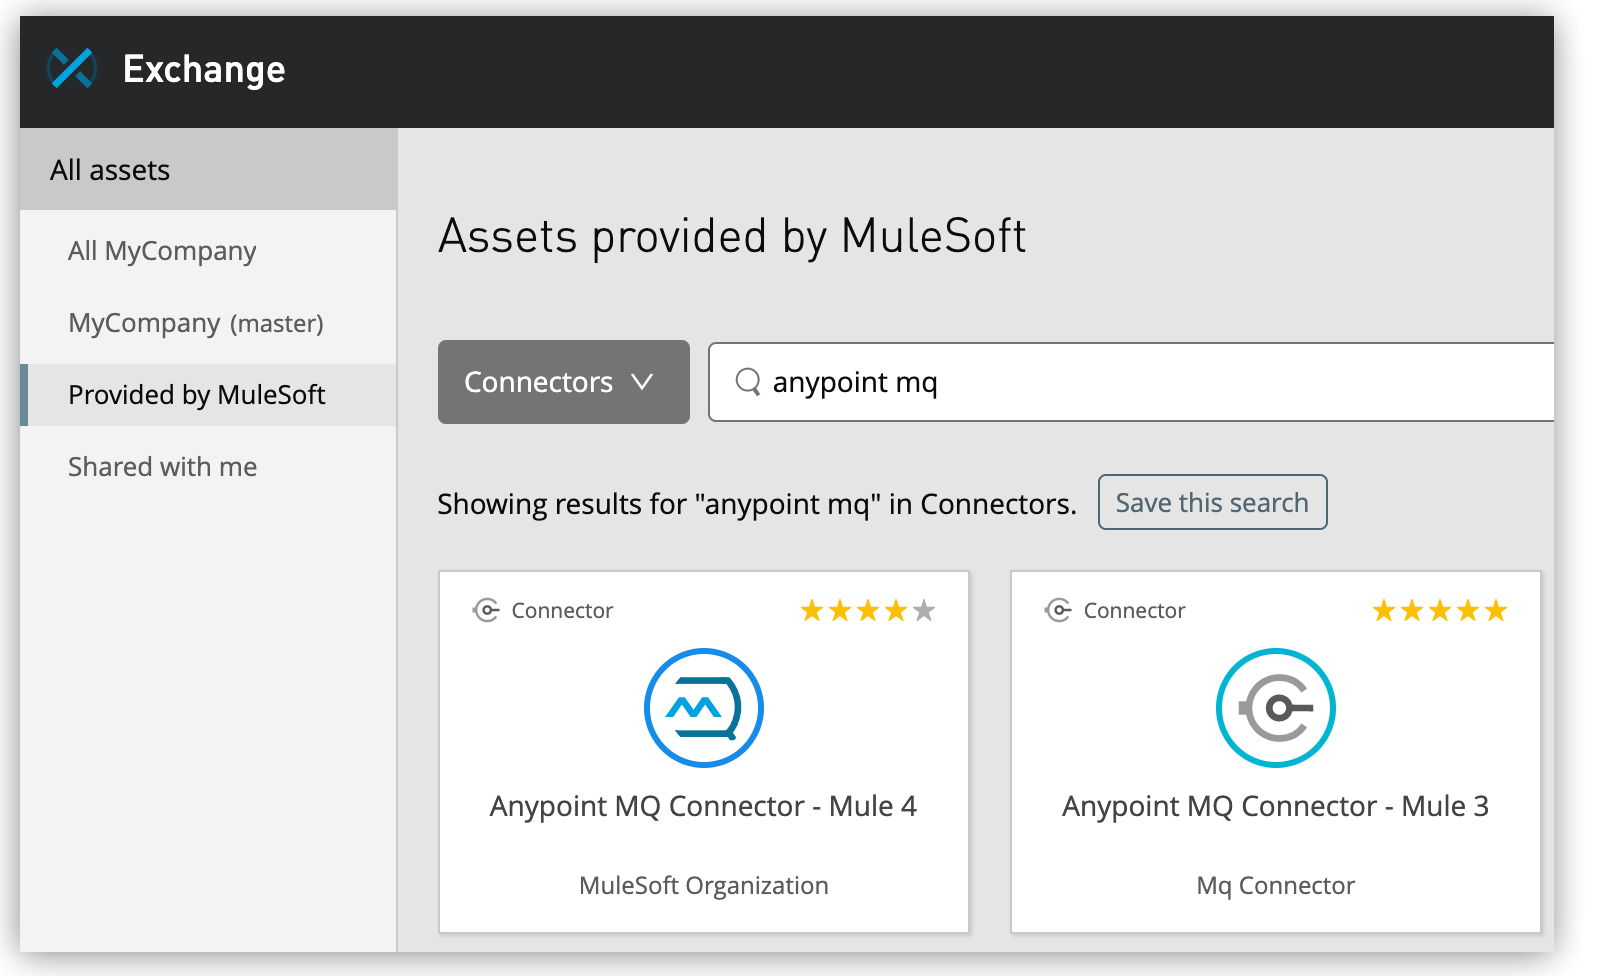 Exchange
All assets
All MyCompany
MyCompany (master)
Provided by MuleSoft
Shared with me
Assets provided by MuleSoft
Connectors
anypoint mq
Showing results for "anypoint mq" in Connectors.
Save this search
Connector
Anypoint MQ Connector - Mule 4
MuleSoft Organization
Connector
Anypoint MQ Connector - Mule 3
Mq Connector